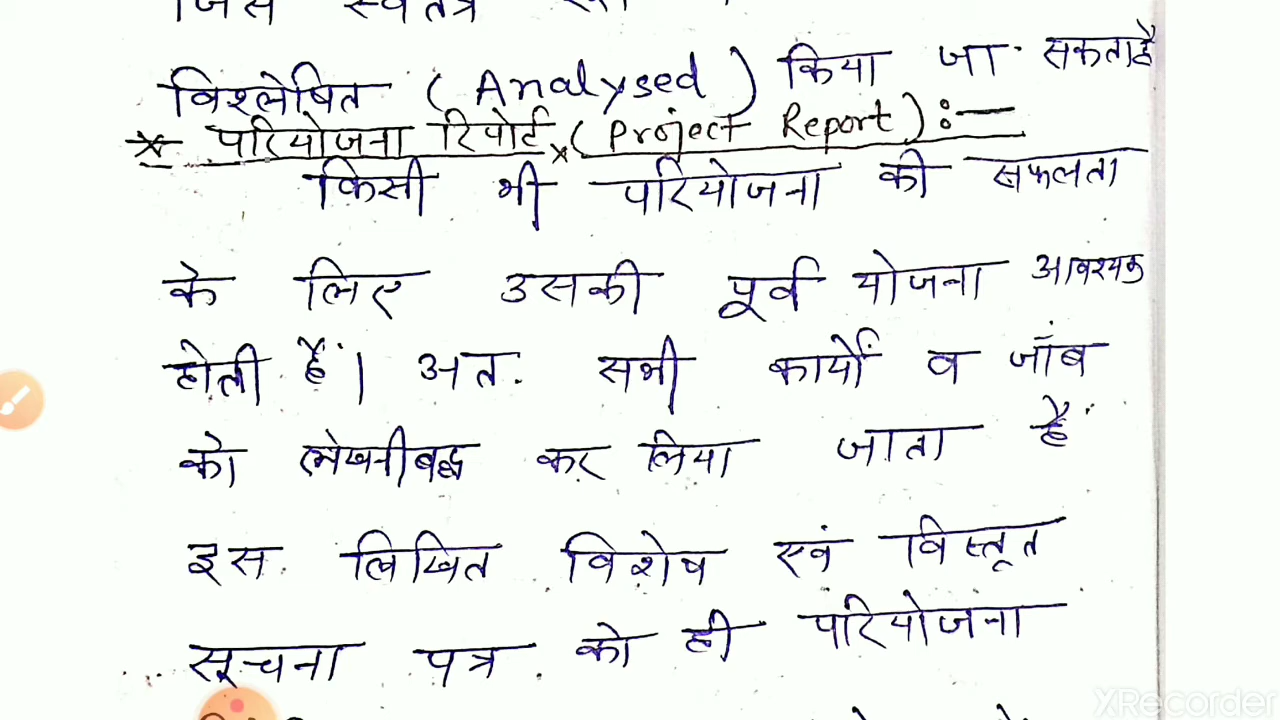 जिसे स्वतंत्र
विश्लेषित (Analysed) किया जा सकता है
* परियोजना रिपोर्ट (Project Report) :—
किसी भी परियोजना की सफलता
के लिए उसकी पूर्व योजना आवश्यक
होती हैं। अतः सभी कार्यों व जॉब
को लेखनीबद्ध कर लिया जाता हैं
इस लिखित विशेष एवं विस्तृत
सूचना पत्र को ही परियोजना
XRecorder